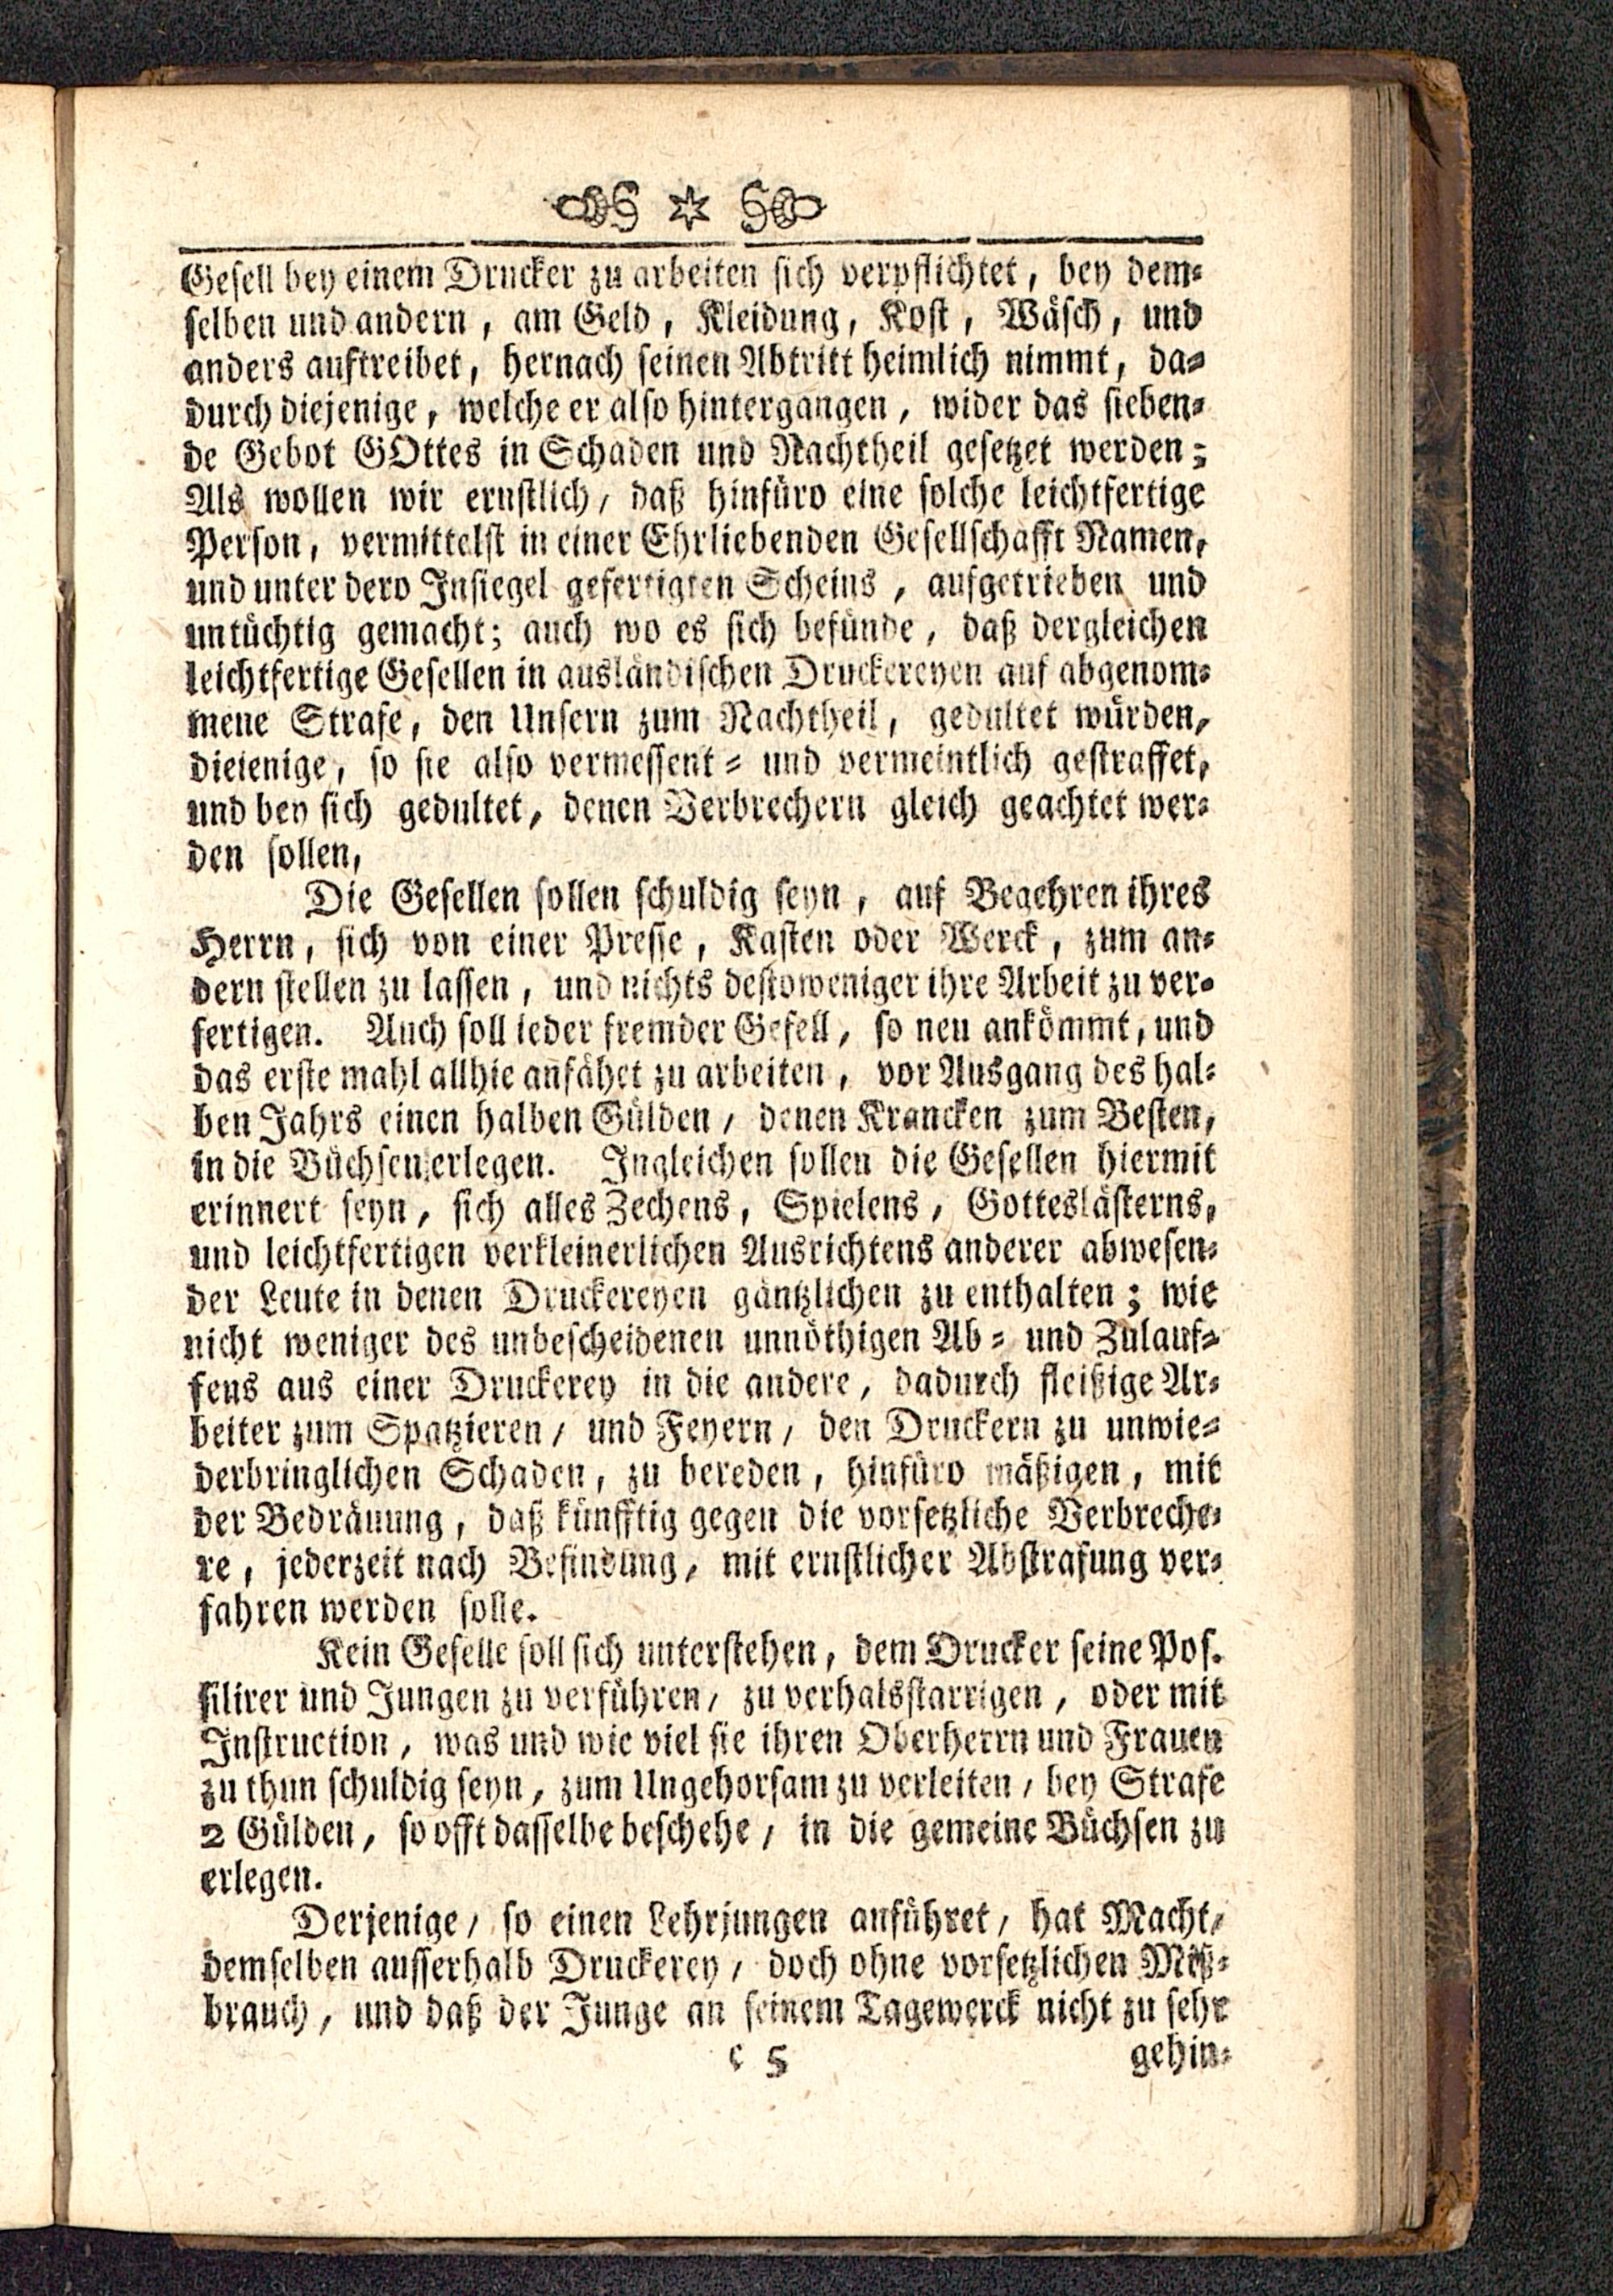 Gesell bey einem Drucker zu arbeiten sich verpflichtet, bey dem-
selben und andern, am Geld, Kleidung, Kost, Wäsch, und
anders auftreibet, hernach seinen Abtritt heimlich nimmt, da-
durch diejenige, welche er also hintergangen, wider das sieben-
de Gebot GOttes in Schaden und Nachtheil gesetzet werden;
Als wollen wir ernstlich, daß hinfüro eine solche leichtfertige
Person, vermittelst in einer Ehrliebenden Gesellschafft Namen,
und unter dero Insiegel gefertigten Scheins, aufgetrieben und
untüchtig gemacht; auch wo es sich befünde, daß dergleichen
leichtfertige Gesellen in ausländischen Druckereyen auf abgenom-
mene Strafe, den Unsern zum Nachtheil, gedultet würden,
dieienige, so sie also vermessent- und vermeintlich gestraffet,
und bey sich gedultet, denen Verbrechern gleich geachtet wer-
den sollen,
Die Gesellen sollen schuldig seyn, auf Begehren ihres
Herrn, sich von einer Presse, Kasten oder Werck, zum an-
dern stellen zu lassen, und nichts destoweniger ihre Arbeit zu ver-
fertigen. Auch soll ieder fremder Gesell, so neu ankömmt, und
das erste mahl allhie anfähet zu arbeiten, vor Ausgang des hal-
ben Jahrs einen halben Gülden, denen Krancken zum Besten,
in die Büchsen erlegen. Ingleichen sollen die Gesellen hiermit
erinnert seyn, sich alles Zechens, Spielens, Gotteslästerns,
und leichtfertigen verkleinerlichen Ausrichtens anderer abwesen-
der Leute in denen Druckereyen gäntzlichen zu enthalten; wie
nicht weniger des unbescheidenen unnöthigen Ab- und Zulauf-
fens aus einer Druckerey in die andere, dadurch fleißige Ar-
beiter zum Spatzieren, und Feyern, den Druckern zu unwie-
derbringlichen Schaden, zu bereden, hinfüro mäßigen, mit
der Bedräuung, daß künfftig gegen die vorsetzliche Verbreche-
re, jederzeit nach Befindung, mit ernstlicher Abstrafung ver-
fahren werden solle.
Kein Geselle soll sich unterstehen, dem Drucker seine Pos-
silirer und Jungen zu verführen, zu verhalsstarrigen, oder mit
Instruction, was und wie viel sie ihren Oberherrn und Frauen
zu thun schuldig seyn, zum Ungehorsam zu verleiten, bey Strafe
2 Gülden, so offt dasselbe beschehe, in die gemeine Büchsen zu
erlegen.
Derjenige, so einen Lehrjungen anführet, hat Macht,
demselben ausserhalb Druckerey, doch ohne vorsetzlichen Miß-
brauch, und daß der Junge an seinem Tagewerck nicht zu sehr
c 5 gehin-